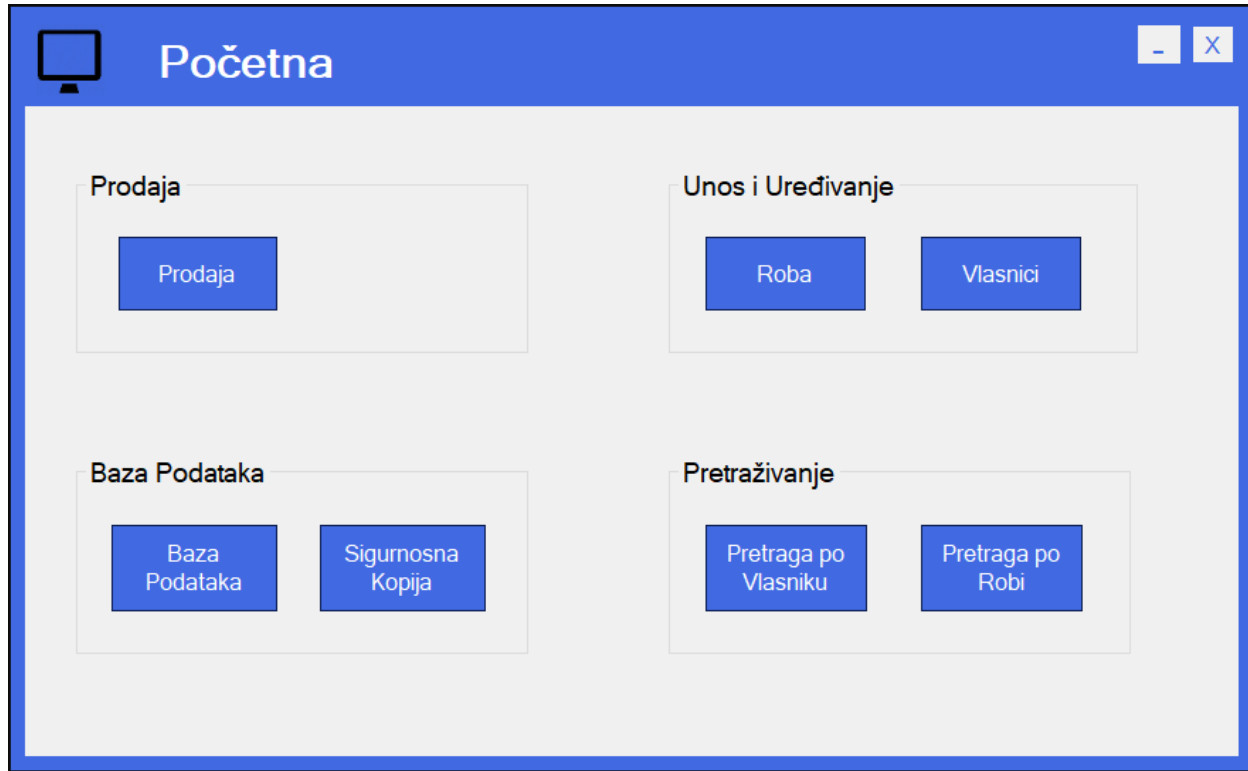 Početna
_ X
Prodaja
Prodaja
Unos i Uređivanje
Roba
Vlasnici
Baza Podataka
Baza
Podataka
Sigurnosna
Kopija
Pretraživanje
Pretraga po
Vlasniku
Pretraga po
Robi